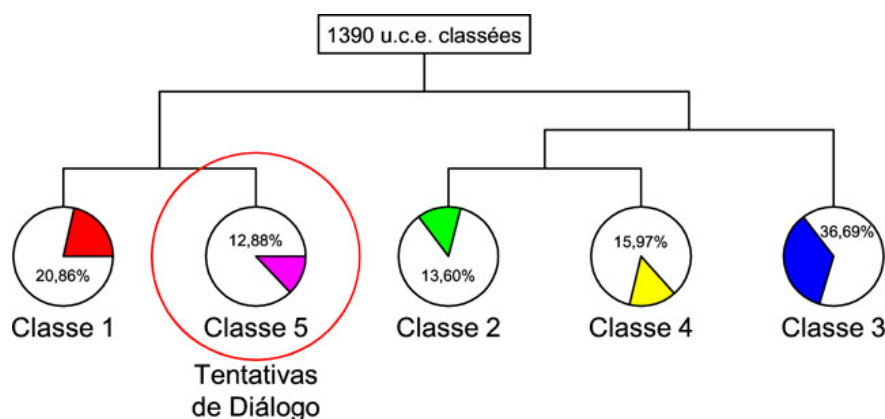 1390 u.c.e. classées
20,86%
12,88%
13,60%
15,97%
36,69%
Classe 1
Classe 5
Classe 2
Classe 4
Classe 3
Tentativas
de Diálogo